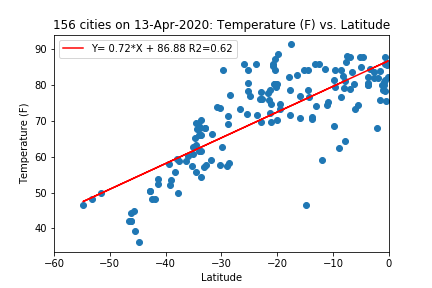 156 cities on 13-Apr-2020: Temperature (F) vs. Latitude
Y= 0.72*X + 86.88 R2=0.62
90
80
70
60
50
40
Temperature (F)
−60 −50 −40 −30 −20 −10 0
Latitude